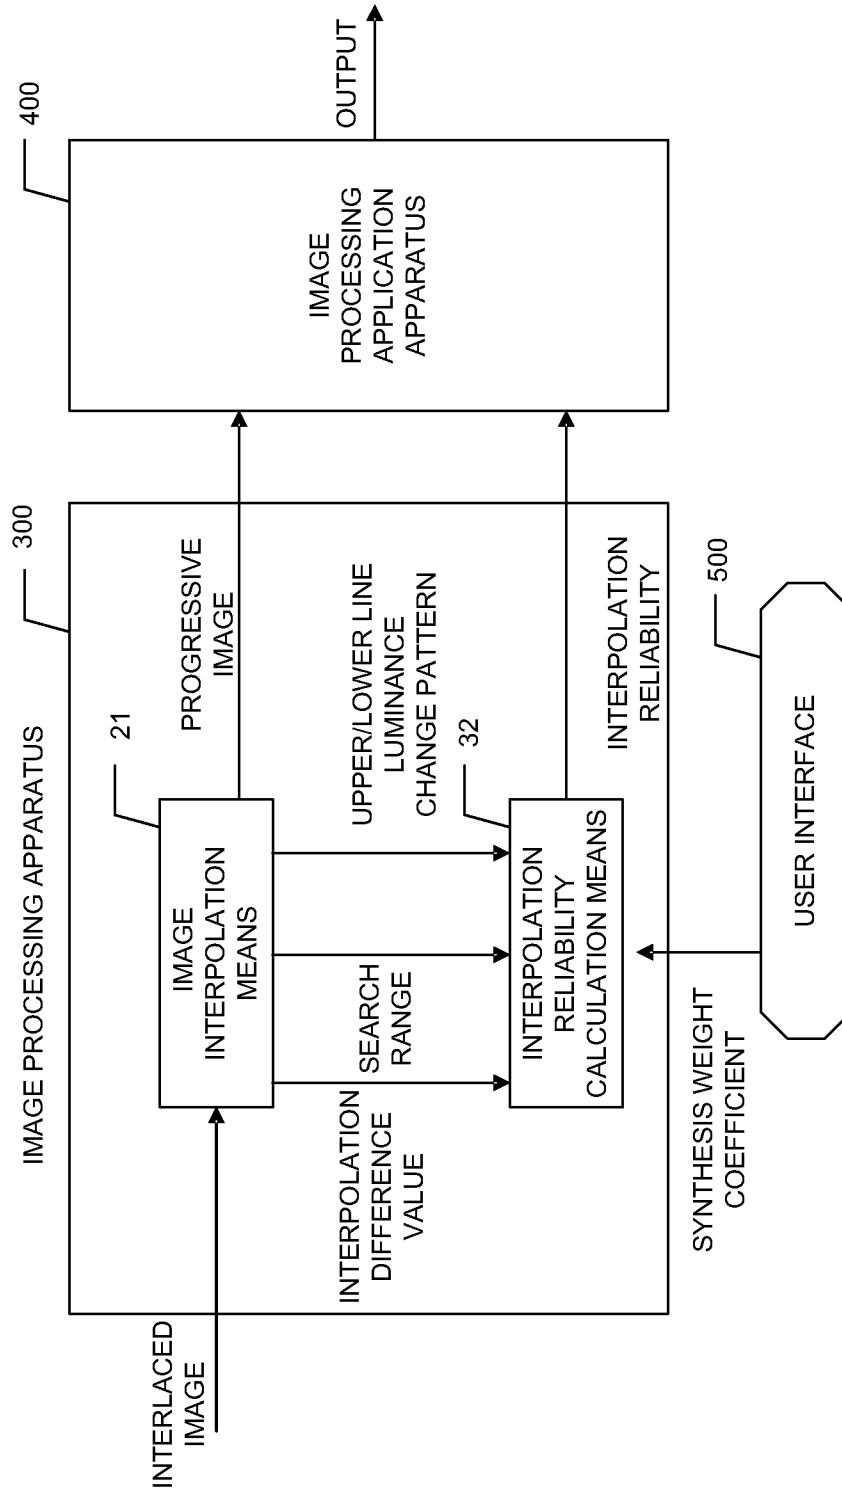 IMAGE PROCESSING APPARATUS
300
400
INTERLACED
IMAGE
21
IMAGE
INTERPOLATION
MEANS
PROGRESSIVE
IMAGE
IMAGE
PROCESSING
APPLICATION
APPARATUS
OUTPUT
INTERPOLATION
DIFFERENCE
VALUE
SEARCH
RANGE
UPPER/LOWER LINE
LUMINANCE
CHANGE PATTERN
32
INTERPOLATION
RELIABILITY
CALCULATION MEANS
INTERPOLATION
RELIABILITY
SYNTHESIS WEIGHT
COEFFICIENT
500
USER INTERFACE